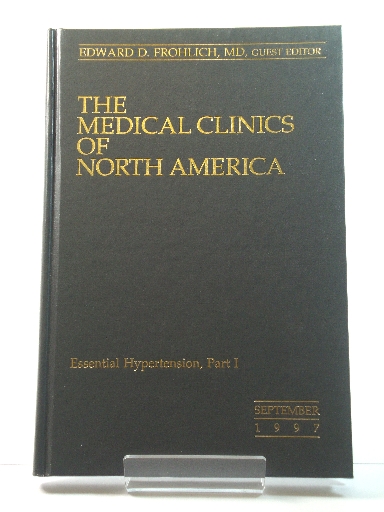 EDWARD D. FROHLICH, MD, GUEST EDITOR
THE
MEDICAL CLINICS
OF
NORTH AMERICA
Essential Hypertension, Part I
SEPTEMBER
1997